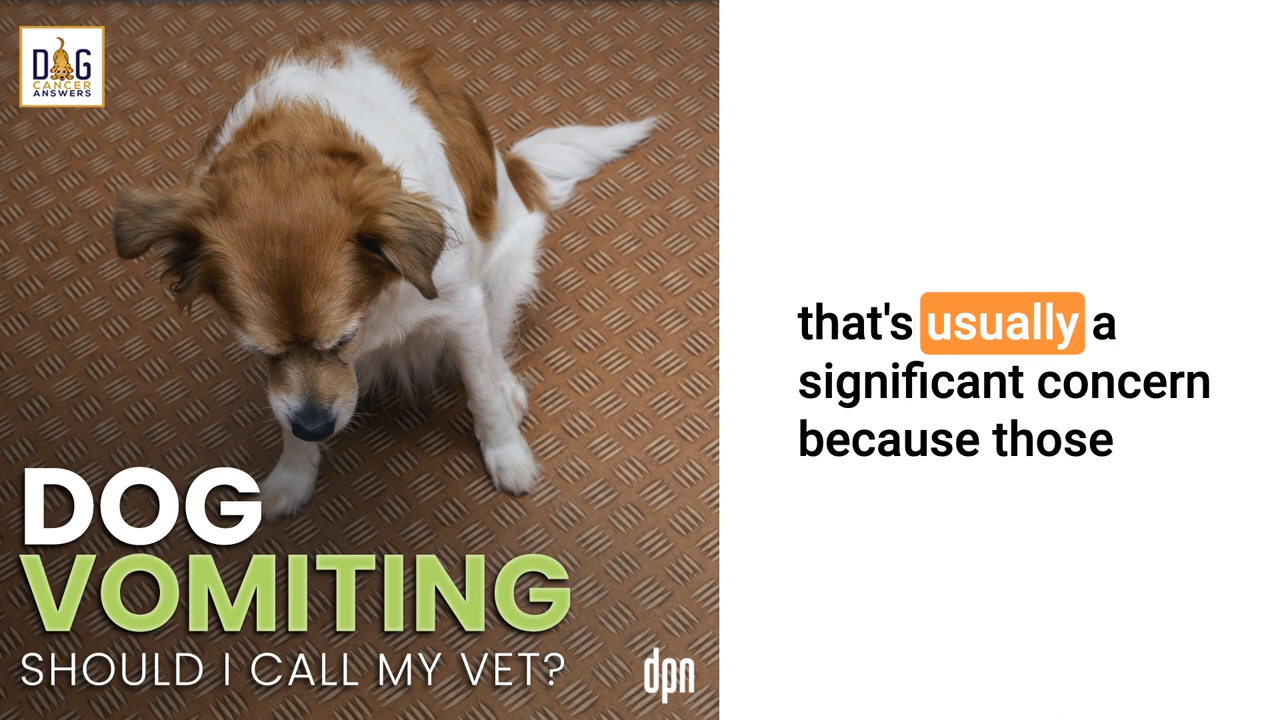 DOG
CANCER
ANSWERS
DOG
VOMITING
SHOULD I CALL MY VET?
dpn
that's usually a
significant concern
because those